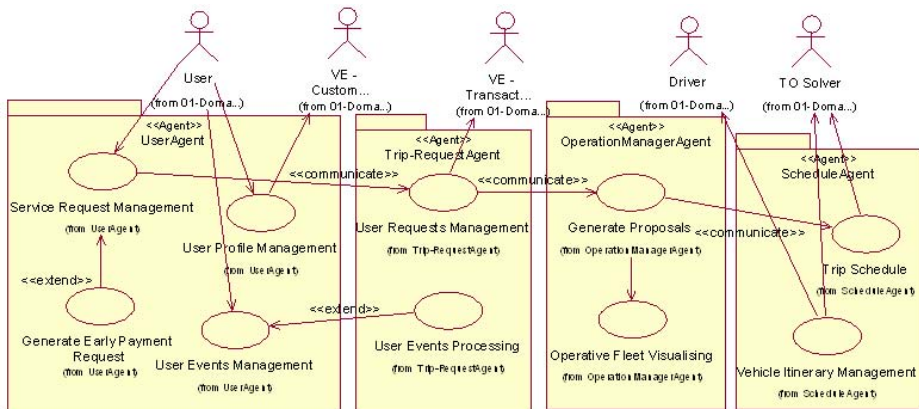 User
(from 01-Doma...)
VE -
Custom...
(from 01-Doma...)
VE -
Transact...
(from 01-Doma...)
Driver
(from 01-Doma...)
TO Solver
(from 01-Doma...)
<<Agent>>
UserAgent
<<Agent>>
Trip-RequestAgent
<<Agent>>
OperationManagerAgent
<<Agent>>
ScheduleAgent
<<communicate>>
<<communicate>>
<<communicate>>
Service Request Management
(from UserAgent)
User Profile Management
(from UserAgent)
User Requests Management
(from Trip-RequestAgent)
Generate Proposals
(from OperationManagerAgent)
Trip Schedule
(from ScheduleAgent)
<<extend>>
<<extend>>
Generate Early Payment
Request
(from UserAgent)
User Events Management
(from UserAgent)
User Events Processing
(from Trip-RequestAgent)
Operative Fleet Visualising
(from OperationManagerAgent)
Vehicle Itinerary Management
(from ScheduleAgent)